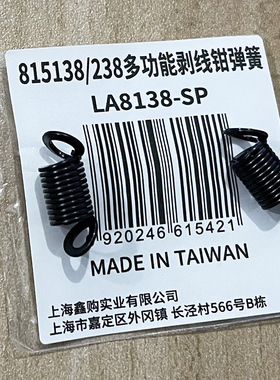 815138/238多功能剥线钳弹簧
LA8138-SP
920246 615421
MADE IN TAIWAN
上海鑫购实业有限公司
上海市嘉定区外冈镇 长泾村566号B栋